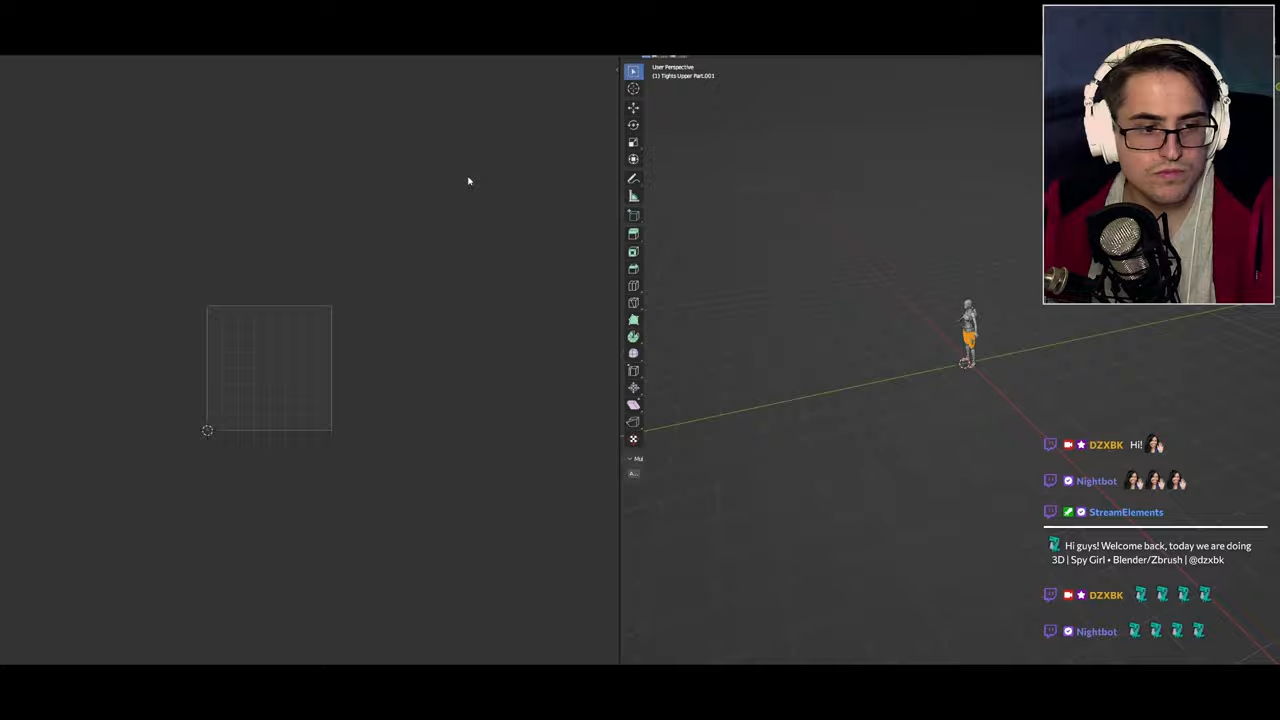 User Perspective
(1) Tights Upper Part.001
Mu
A...
DZXBK Hi!
Nightbot
StreamElements
Hi guys! Welcome back, today we are doing
3D | Spy Girl • Blender/Zbrush | @dzxbk
DZXBK
Nightbot